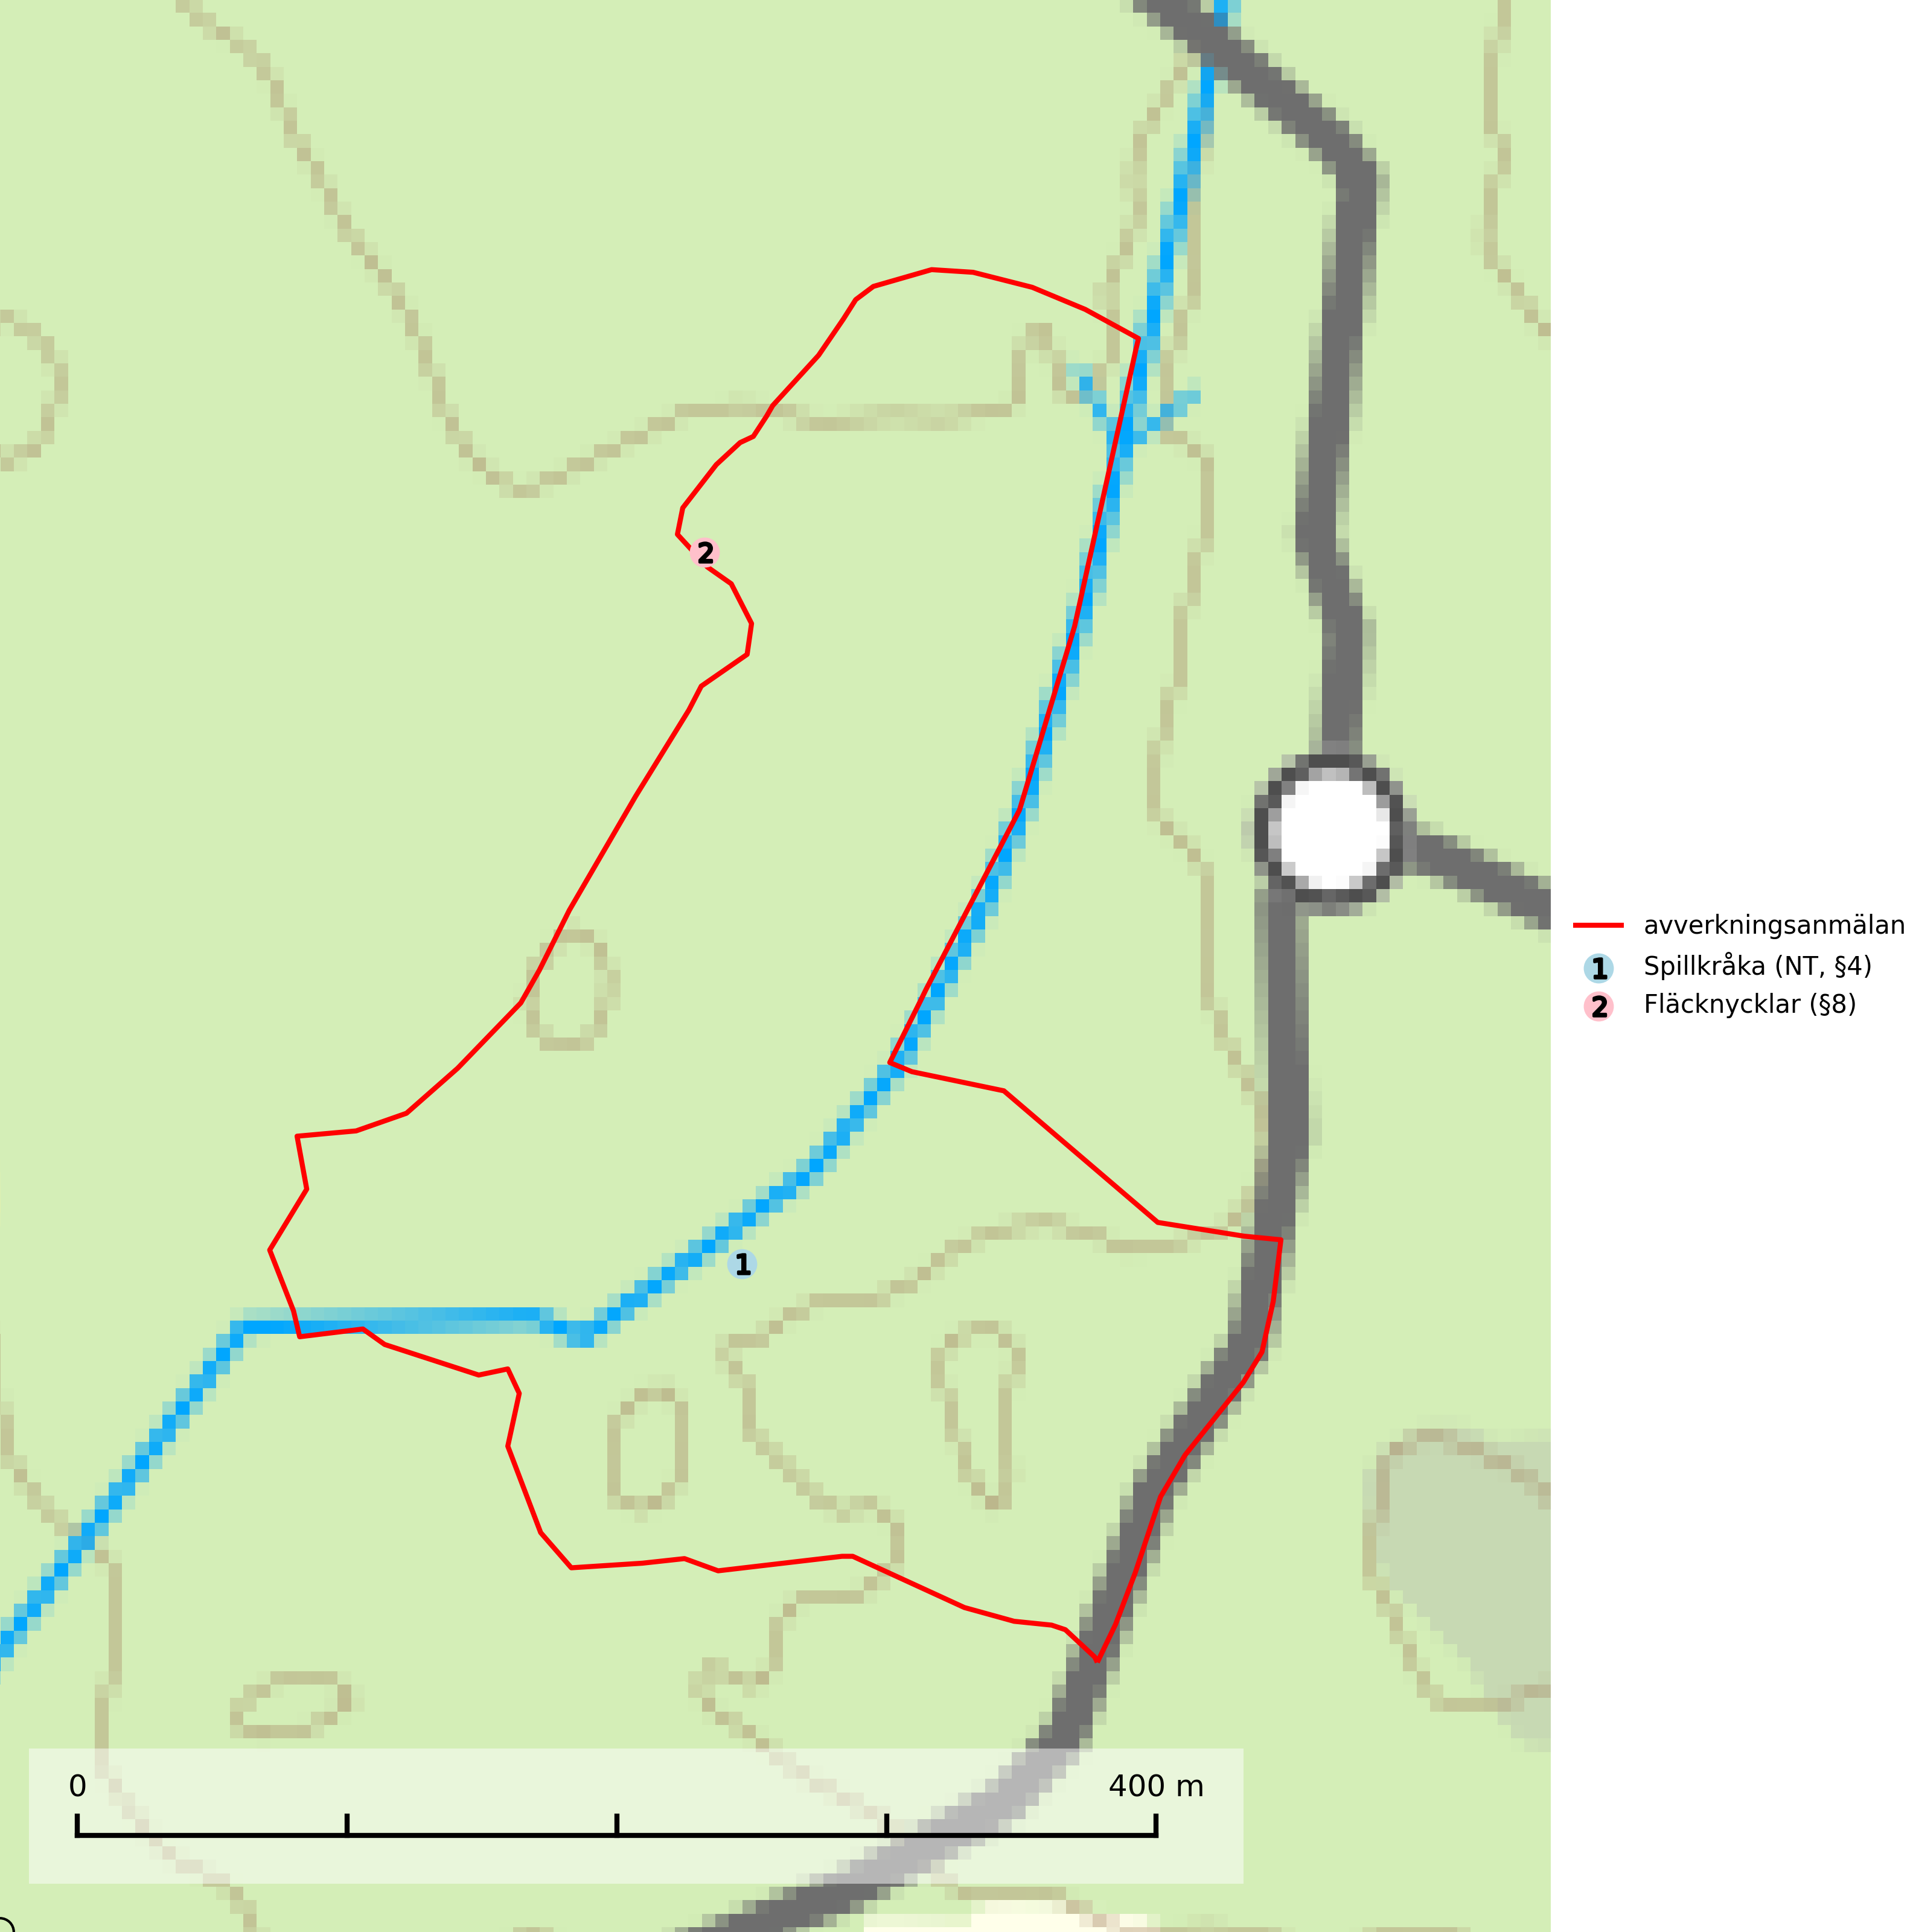 2
1
avverkningsanmälan
1 Spillkråka (NT, §4)
2 Fläcknycklar (§8)
0 400 m